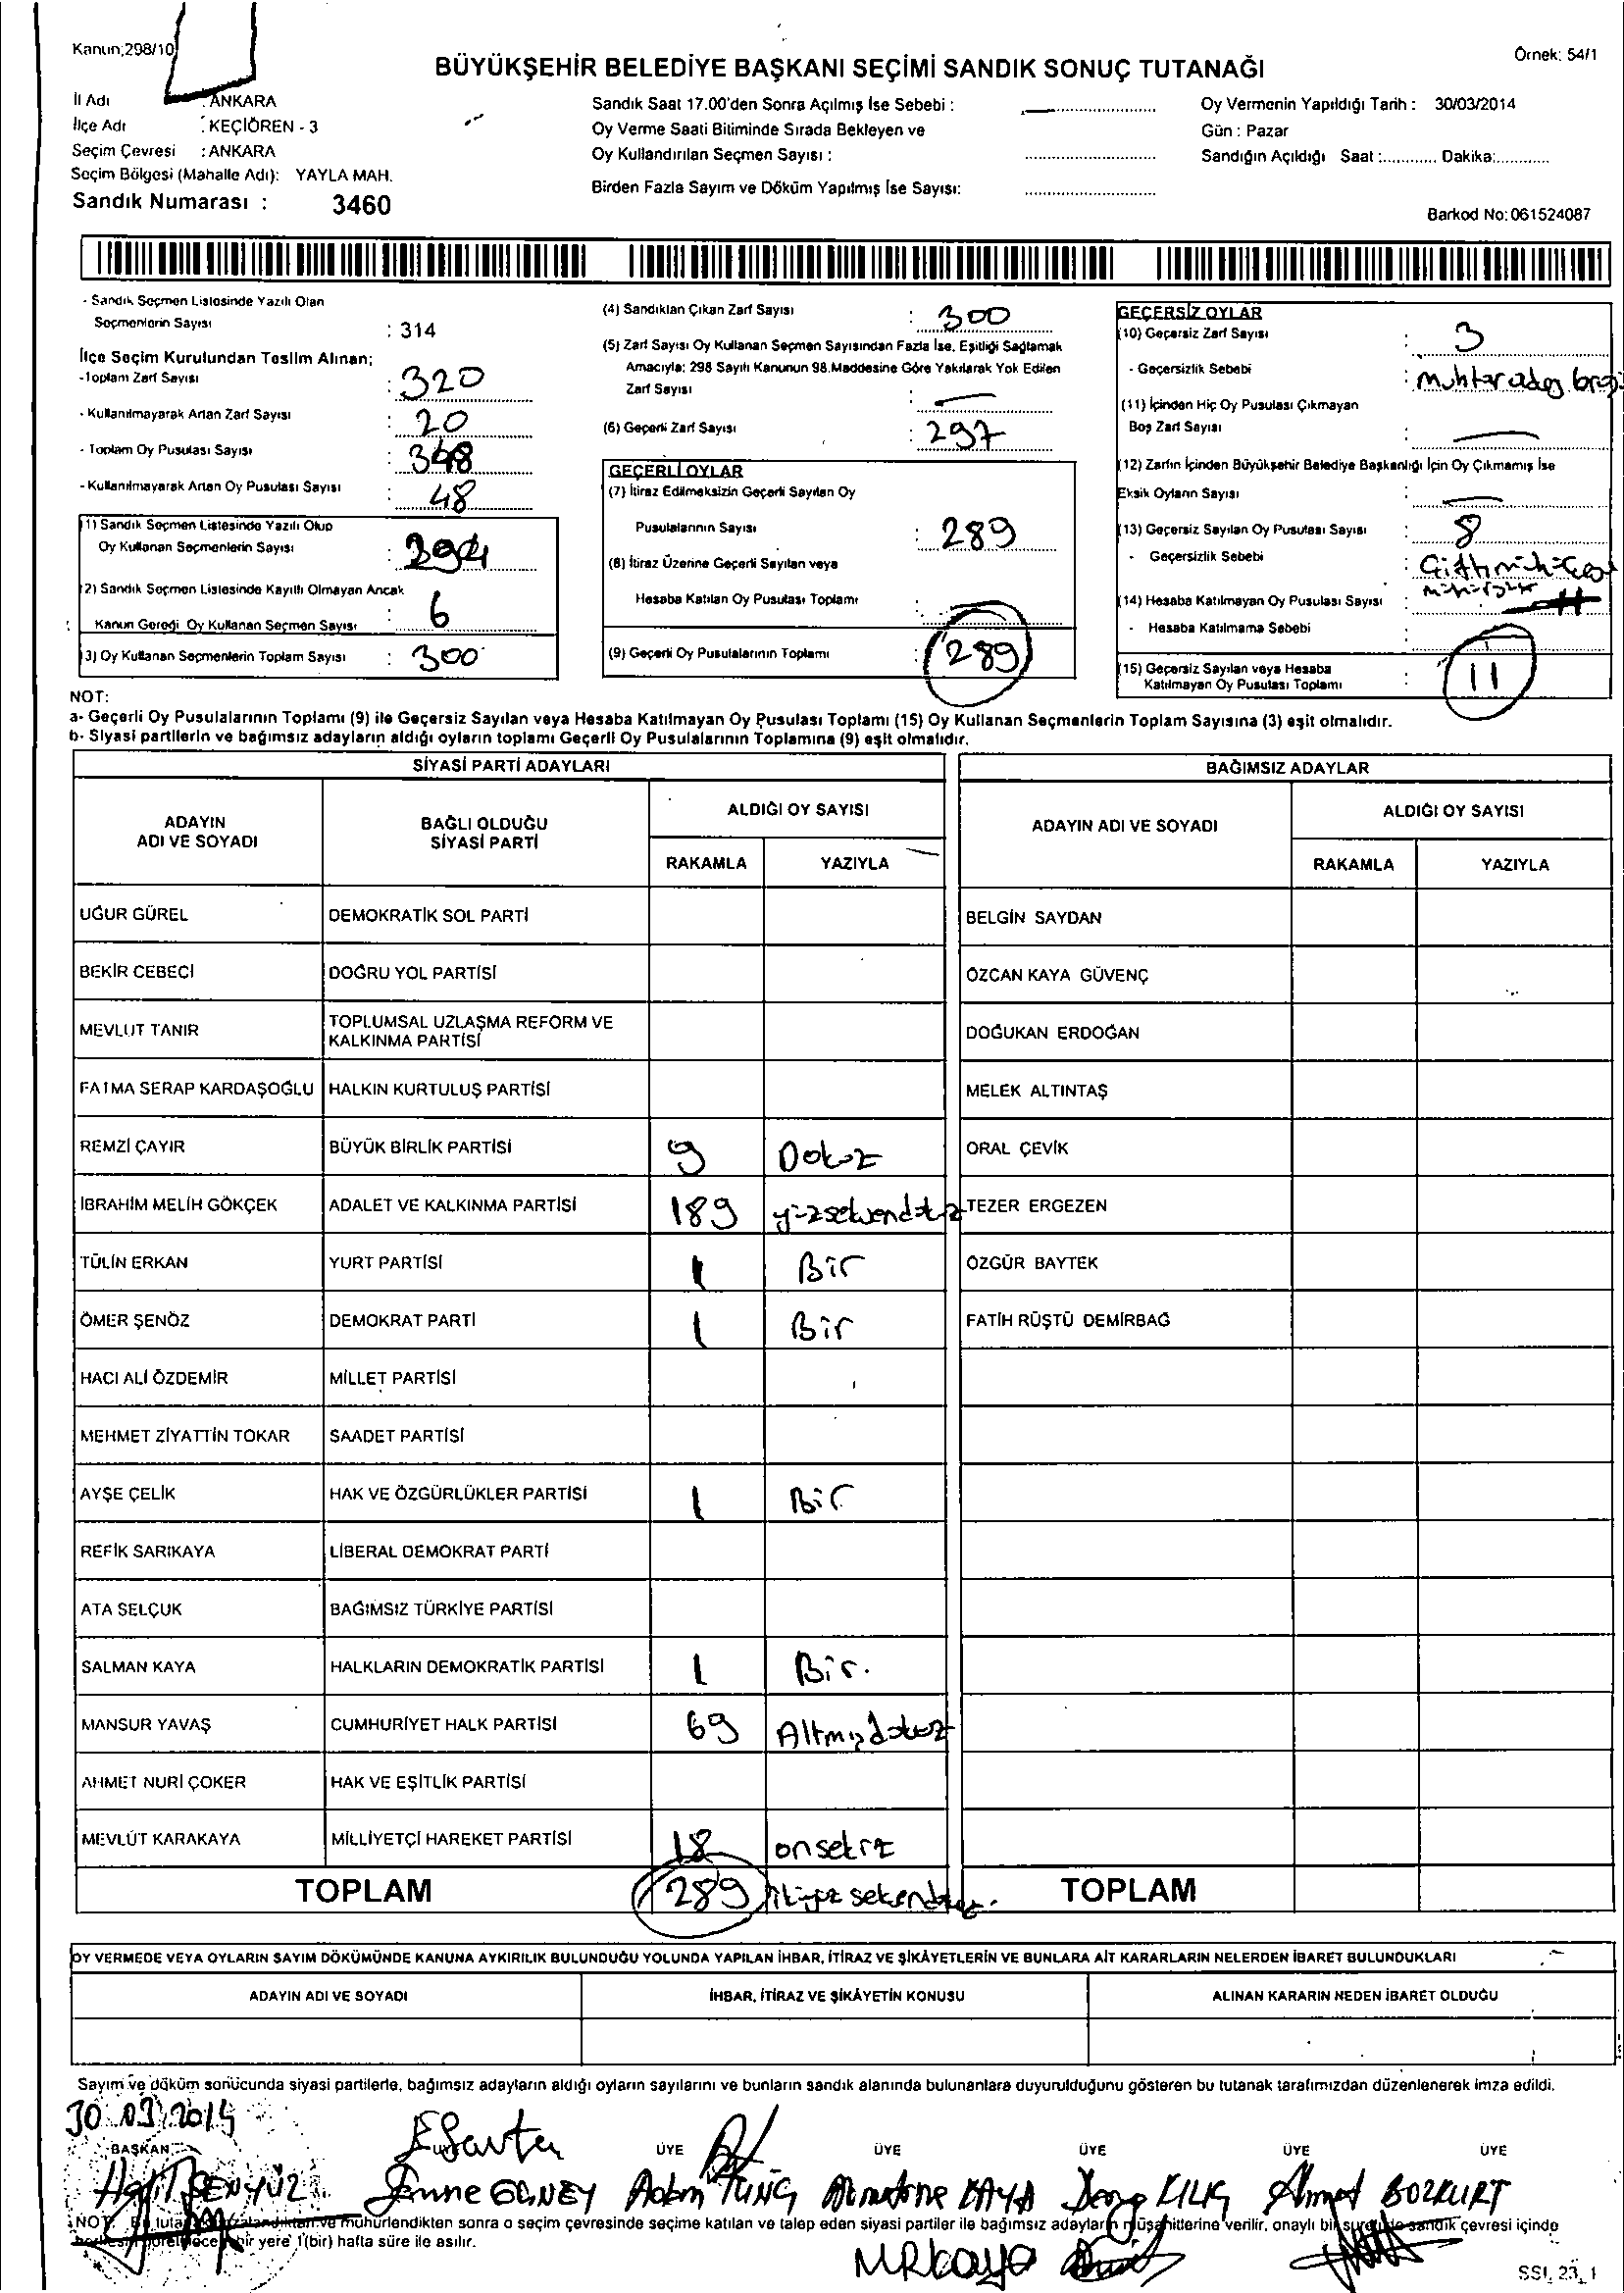 Kanun;298/10
Örnek: 54/1
BÜYÜKŞEHİR BELEDİYE BAŞKANI SEÇİMİ SANDIK SONUÇ TUTANAĞI
İl Adı : ANKARA
İlçe Adı : KEÇİÖREN - 3
Seçim Çevresi : ANKARA
Seçim Bölgesi (Mahalle Adı): YAYLA MAH.
Sandık Numarası : 3460
Sandık Saat 17.00'den Sonra Açılmış İse Sebebi :
Oy Verme Saati Bitiminde Sırada Bekleyen ve
Oy Kullandırılan Seçmen Sayısı :
Birden Fazla Sayım ve Döküm Yapılmış İse Sayısı:
Oy Vermenin Yapıldığı Tarih : 30/03/2014
Gün : Pazar
Sandığın Açıldığı Saat :............ Dakika:............
Barkod No: 061524087
- Sandık Seçmen Listesinde Yazılı Olan
Seçmenlerin Sayısı : 314
İlçe Seçim Kurulundan Teslim Alınan;
-Toplam Zarf Sayısı : 320
- Kullanılmayarak Artan Zarf Sayısı : 20
- Toplam Oy Pusulası Sayısı : 348
- Kullanılmayarak Artan Oy Pusulası Sayısı : 48
(1) Sandık Seçmen Listesinde Yazılı Olup
Oy Kullanan Seçmenlerin Sayısı : 294
(2) Sandık Seçmen Listesinde Kayıtlı Olmayan Ancak
Kanun Gereği Oy Kullanan Seçmen Sayısı : 6
(3) Oy Kullanan Seçmenlerin Toplam Sayısı : 300
(4) Sandıktan Çıkan Zarf Sayısı : 300
(5) Zarf Sayısı Oy Kullanan Seçmen Sayısından Fazla İse, Eşitliği Sağlamak
Amacıyla; 298 Sayılı Kanunun 98.Maddesine Göre Yakılarak Yok Edilen
Zarf Sayısı : —
(6) Geçerli Zarf Sayısı : 297
GEÇERLİ OYLAR
(7) İtiraz Edilmeksizin Geçerli Sayılan Oy
Pusulalarının Sayısı : 289
(8) İtiraz Üzerine Geçerli Sayılan veya
Hesaba Katılan Oy Pusulası Toplamı :
(9) Geçerli Oy Pusulalarının Toplamı : 289
GEÇERSİZ OYLAR
(10) Geçersiz Zarf Sayısı : 3
- Geçersizlik Sebebi :
(11) İçinden Hiç Oy Pusulası Çıkmayan
Boş Zarf Sayısı : —
(12) Zarfın İçinden Büyükşehir Belediye Başkanlığı İçin Oy Çıkmamış İse
Eksik Oyların Sayısı : —
(13) Geçersiz Sayılan Oy Pusulası Sayısı : 8
- Geçersizlik Sebebi :
(14) Hesaba Katılmayan Oy Pusulası Sayısı :
- Hesaba Katılmama Sebebi
(15) Geçersiz Sayılan veya Hesaba
Katılmayan Oy Pusulası Toplamı : 11
NOT:
a- Geçerli Oy Pusulalarının Toplamı (9) ile Geçersiz Sayılan veya Hesaba Katılmayan Oy Pusulası Toplamı (15) Oy Kullanan Seçmenlerin Toplam Sayısına (3) eşit olmalıdır.
b- Siyasi partilerin ve bağımsız adayların aldığı oyların toplamı Geçerli Oy Pusulalarının Toplamına (9) eşit olmalıdır.
SİYASİ PARTİ ADAYLARI
ADAYIN
ADI VE SOYADI
BAĞLI OLDUĞU
SİYASİ PARTİ
ALDIĞI OY SAYISI
RAKAMLA YAZIYLA
UĞUR GÜREL DEMOKRATİK SOL PARTİ
BEKİR CEBECİ DOĞRU YOL PARTİSİ
MEVLUT TANIR TOPLUMSAL UZLAŞMA REFORM VE
KALKINMA PARTİSİ
FATMA SERAP KARDAŞOĞLU HALKIN KURTULUŞ PARTİSİ
REMZİ ÇAYIR BÜYÜK BİRLİK PARTİSİ 9 Dokuz
İBRAHİM MELİH GÖKÇEK ADALET VE KALKINMA PARTİSİ 189 yüzseksendokuz
TÜLİN ERKAN YURT PARTİSİ 1 Bir
ÖMER ŞENÖZ DEMOKRAT PARTİ 1 Bir
HACI ALİ ÖZDEMİR MİLLET PARTİSİ
MEHMET ZİYATTİN TOKAR SAADET PARTİSİ
AYŞE ÇELİK HAK VE ÖZGÜRLÜKLER PARTİSİ 1 Bir
REFİK SARIKAYA LİBERAL DEMOKRAT PARTİ
ATA SELÇUK BAĞIMSIZ TÜRKİYE PARTİSİ
SALMAN KAYA HALKLARIN DEMOKRATİK PARTİSİ 1 Bir.
MANSUR YAVAŞ CUMHURİYET HALK PARTİSİ 69 Altmışdokuz
AHMET NURİ ÇOKER HAK VE EŞİTLİK PARTİSİ
MEVLÜT KARAKAYA MİLLİYETÇİ HAREKET PARTİSİ 18 onsekiz
TOPLAM 289 ikiyüz seksendokuz.
BAĞIMSIZ ADAYLAR
ADAYIN ADI VE SOYADI
ALDIĞI OY SAYISI
RAKAMLA YAZIYLA
BELGİN SAYDAN
ÖZCAN KAYA GÜVENÇ
DOĞUKAN ERDOĞAN
MELEK ALTINTAŞ
ORAL ÇEVİK
TEZER ERGEZEN
ÖZGÜR BAYTEK
FATİH RÜŞTÜ DEMİRBAĞ
TOPLAM
OY VERMEDE VEYA OYLARIN SAYIM DÖKÜMÜNDE KANUNA AYKIRILIK BULUNDUĞU YOLUNDA YAPILAN İHBAR, İTİRAZ VE ŞİKÂYETLERİN VE BUNLARA AİT KARARLARIN NELERDEN İBARET BULUNDUKLARI
ADAYIN ADI VE SOYADI İHBAR, İTİRAZ VE ŞİKÂYETİN KONUSU ALINAN KARARIN NEDEN İBARET OLDUĞU
Sayım ve döküm sonucunda siyasi partilerle, bağımsız adayların aldığı oyların sayılarını ve bunların sandık alanında bulunanlara duyurulduğunu gösteren bu tutanak tarafımızdan düzenlenerek imza edildi.
30.03.2014
BAŞKAN ÜYE ÜYE ÜYE ÜYE ÜYE
Halit ŞENYÜZ Emine GÜNEY Adem TUNÇ KAYA KILIÇ Ahmet BOZKURT
NOT: Bu tutanak ve mühürlendikten sonra o seçim çevresinde seçime katılan ve talep eden siyasi partiler ile bağımsız adayların müşahitlerine verilir, onaylı bir sandık çevresi içinde
bir yere 1(bir) hafta süre ile asılır.
SSI_23_1